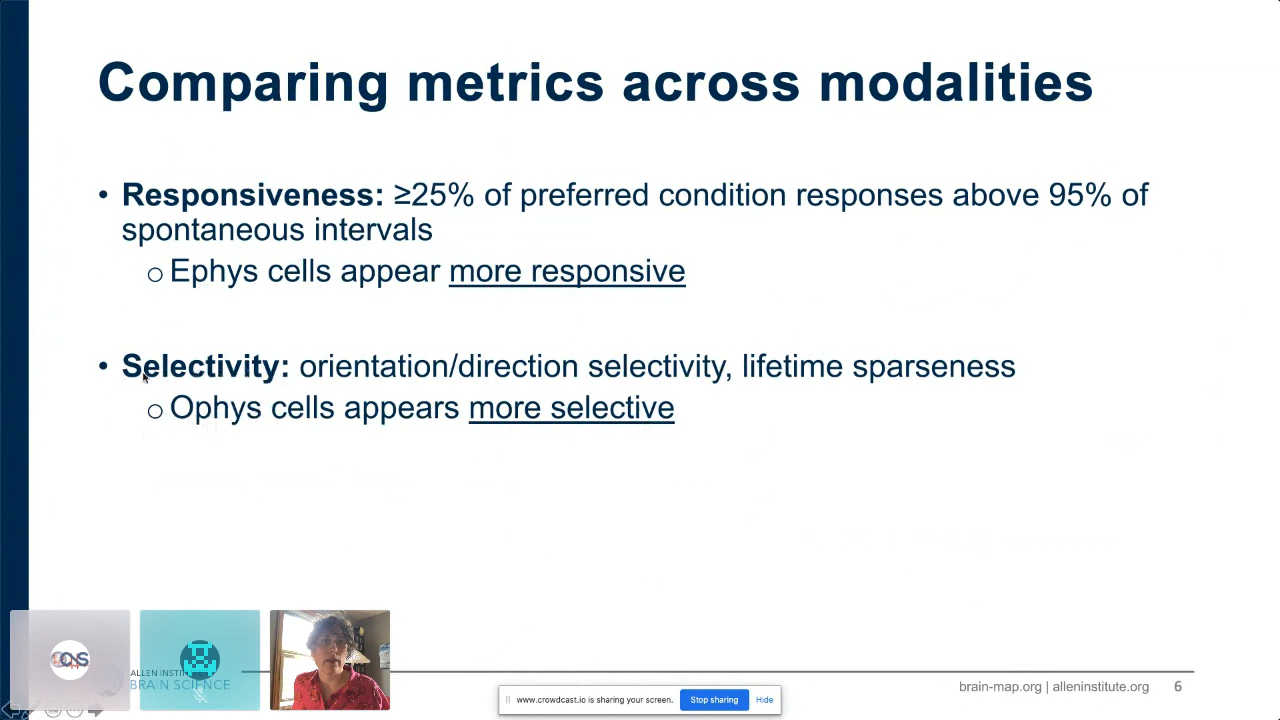 Comparing metrics across modalities
• Responsiveness: ≥25% of preferred condition responses above 95% of
spontaneous intervals
o Ephys cells appear more responsive
• Selectivity: orientation/direction selectivity, lifetime sparseness
o Ophys cells appears more selective
ALLEN INSTI
BRAIN SCIENCE
www.crowdcast.io is sharing your screen. Stop sharing Hide
brain-map.org | alleninstitute.org 6